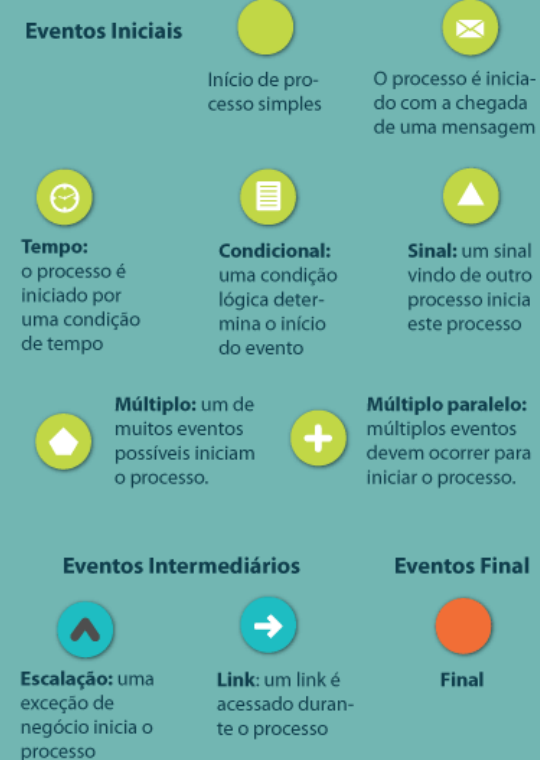 Eventos Iniciais
Início de pro-
cesso simples
O processo é inicia-
do com a chegada
de uma mensagem
Tempo:
o processo é
iniciado por
uma condição
de tempo
Condicional:
uma condição
lógica deter-
mina o início
do evento
Sinal: um sinal
vindo de outro
processo inicia
este processo
Múltiplo: um de
muitos eventos
possíveis iniciam
o processo.
Múltiplo paralelo:
múltiplos eventos
devem ocorrer para
iniciar o processo.
Eventos Intermediários
Eventos Final
Escalação: uma
exceção de
negócio inicia o
processo
Link: um link é
acessado duran-
te o processo
Final